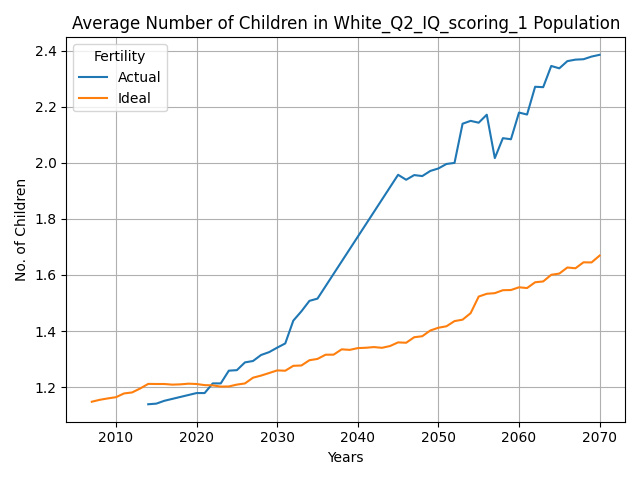 Average Number of Children in White_Q2_IQ_scoring_1 Population
Fertility
Actual
Ideal
No. of Children
2.4
2.2
2.0
1.8
1.6
1.4
1.2
2010 2020 2030 2040 2050 2060 2070
Years